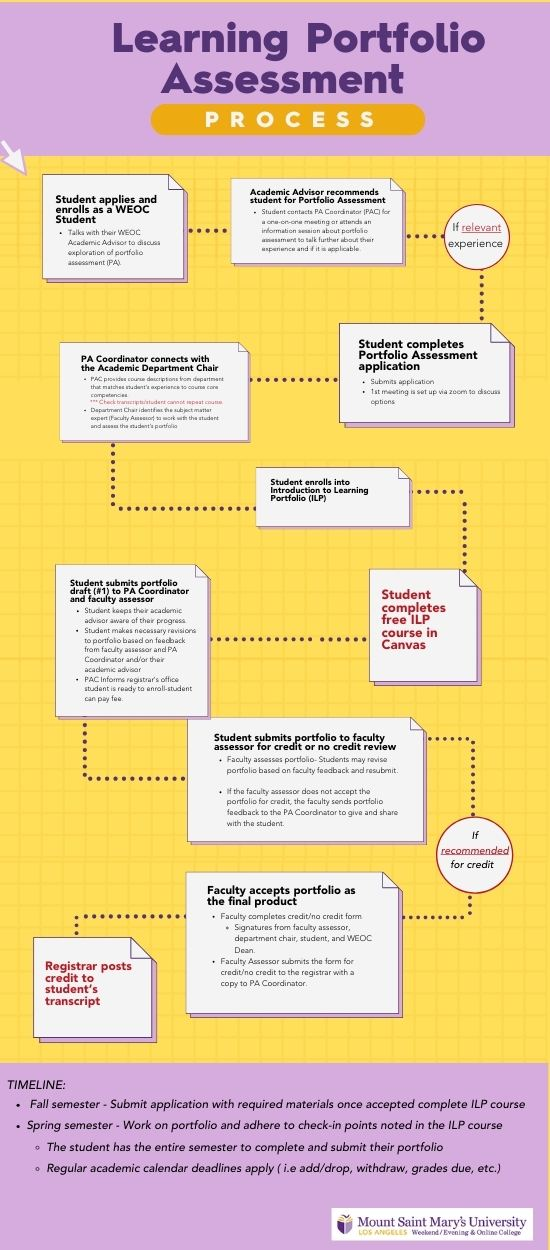 Learning Portfolio
Assessment
PROCESS
Student applies and
enrolls as a WEOC
Student
• Talks with their WEOC
Academic Advisor to discuss
exploration of portfolio
assessment (PA).
Academic Advisor recommends
student for Portfolio Assessment
• Student contacts PA Coordinator (PAC) for
a one-on-one meeting or attends an
information session about portfolio
assessment to talk further about their
experience and if it is applicable.
If relevant
experience
Student completes
Portfolio Assessment
application
• Submits application
• 1st meeting is set up via zoom to discuss
options
PA Coordinator connects with
the Academic Department Chair
• PAC provides course descriptions from department
that matches student's experience to course core
competencies.
*** Check transcripts/student cannot repeat course.
• Department Chair identifies the subject matter
expert (Faculty Assessor) to work with the student
and assess the student's portfolio
Student enrolls into
Introduction to Learning
Portfolio (ILP)
Student
completes
free ILP
course in
Canvas
Student submits portfolio
draft (#1) to PA Coordinator
and faculty assessor
• Student keeps their academic
advisor aware of their progress.
• Student makes necessary revisions
to portfolio based on feedback
from faculty assessor and PA
Coordinator and/or their
academic advisor
• PAC Informs registrar's office
student is ready to enroll-student
can pay fee.
Student submits portfolio to faculty
assessor for credit or no credit review
• Faculty assesses portfolio- Students may revise
portfolio based on faculty feedback and resubmit.
• If the faculty assessor does not accept the
portfolio for credit, the faculty sends portfolio
feedback to the PA Coordinator to give and share
with the student.
If
recommended
for credit
Faculty accepts portfolio as
the final product
• Faculty completes credit/no credit form
◦ Signatures from faculty assessor,
department chair, student, and WEOC
Dean.
• Faculty Assessor submits the form for
credit/no credit to the registrar with a
copy to PA Coordinator.
Registrar posts
credit to
student's
transcript
TIMELINE:
• Fall semester - Submit application with required materials once accepted complete ILP course
• Spring semester - Work on portfolio and adhere to check-in points noted in the ILP course
◦ The student has the entire semester to complete and submit their portfolio
◦ Regular academic calendar deadlines apply ( i.e add/drop, withdraw, grades due, etc.)
Mount Saint Mary's University
LOS ANGELES Weekend/Evening & Online College